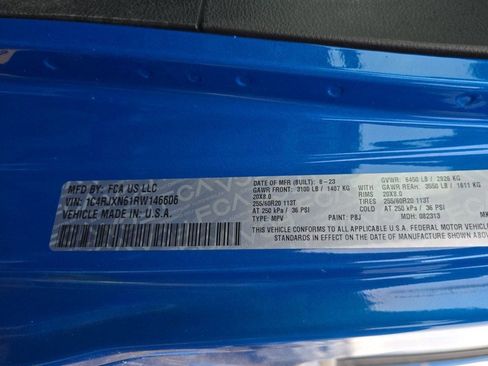 MFD BY: FCA US LLC
VIN: 1C4RJXN61RW146606
VEHICLE MADE IN: U.S.A.
DATE OF MFR (BUILT): 8-23
GVWR: 6450 LB / 2926 KG
GAWR FRONT: 3100 LB / 1407 KG
WITH GAWR REAR: 3550 LB / 1611 KG
20X8.0
RIMS 20X8.0
255/60R20 113T
TIRES 255/60R20 113T
AT 250 kPa / 36 PSI
COLD AT 250 kPa / 36 PSI
TYPE: MPV
PAINT: PBJ
MDH: 082313
THIS VEHICLE CONFORMS TO ALL APPLICABLE U.S.A. FEDERAL MOTOR VEHICLE
STANDARDS IN EFFECT ON THE DATE OF MANUFACTURE SHOWN ABOVE